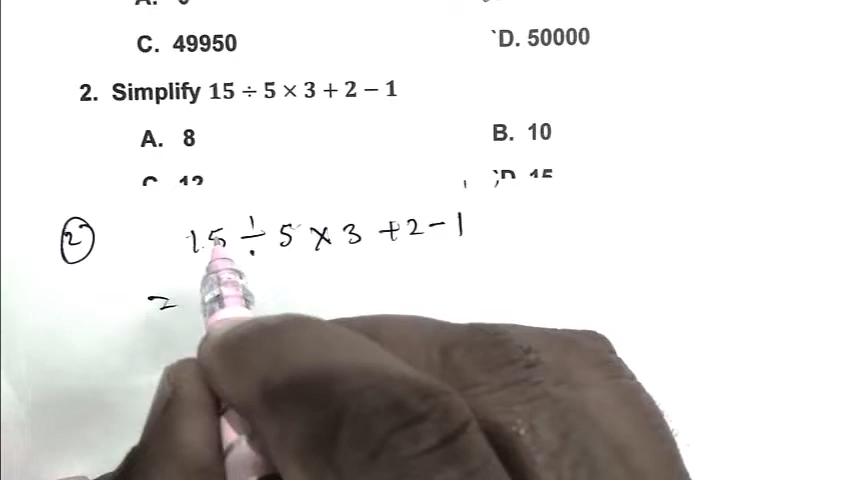 C. 49950 D. 50000
2. Simplify 15 ÷ 5 × 3 + 2 − 1
A. 8 B. 10
2 15 ÷ 5 × 3 + 2 − 1
=